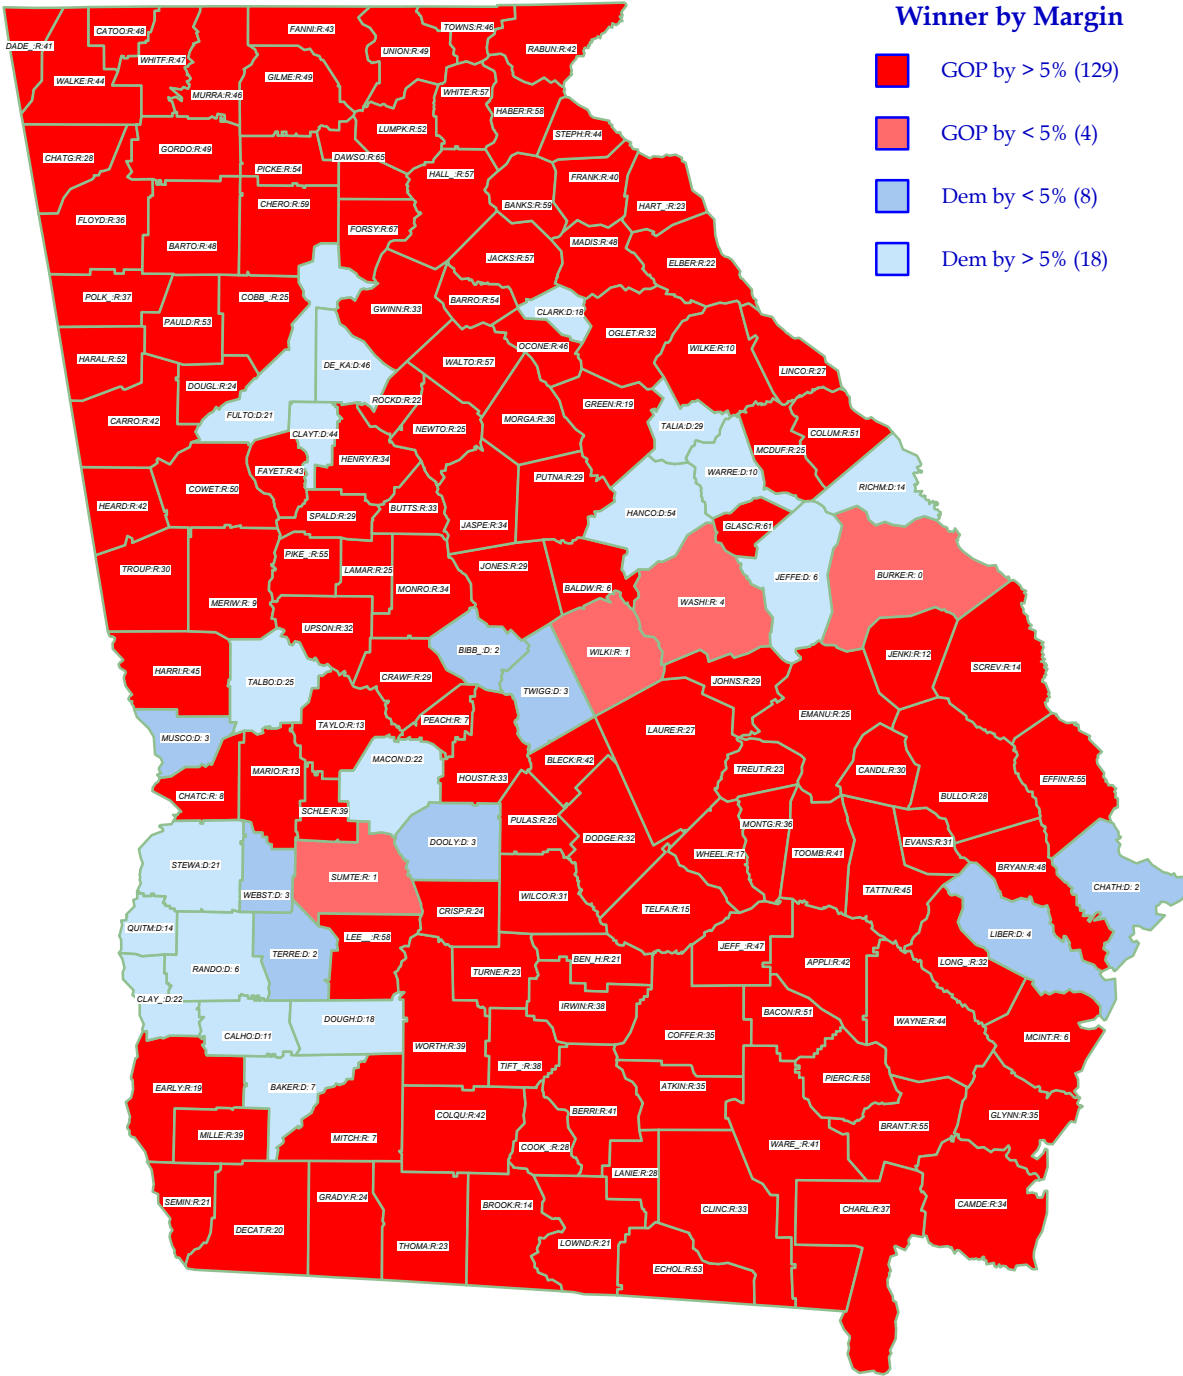 Winner by Margin
GOP by > 5% (129)
GOP by < 5% (4)
Dem by < 5% (8)
Dem by > 5% (18)
DADE_:R:41
CATOO:R:48
WHITF:R:47
WALKE:R:44
MURRA:R:46
FANNI:R:43
GILME:R:49
UNION:R:49
TOWNS:R:46
RABUN:R:42
WHITE:R:57
HABER:R:58
LUMPK:R:52
STEPH:R:44
CHATG:R:28
GORDO:R:49
PICKE:R:54
DAWSO:R:65
HALL_:R:57
BANKS:R:59
FRANK:R:40
HART_:R:23
FLOYD:R:36
BARTO:R:48
CHERO:R:59
FORSY:R:67
JACKS:R:57
MADIS:R:48
ELBER:R:22
POLK_:R:37
PAULD:R:53
COBB_:R:25
GWINN:R:33
BARRO:R:54
CLARK:D:18
OCONE:R:46
OGLET:R:32
WILKE:R:10
LINCO:R:27
HARAL:R:52
DOUGL:R:24
DE_KA:D:46
WALTO:R:57
ROCKD:R:22
CARRO:R:42
FULTO:D:21
CLAYT:D:44
NEWTO:R:25
MORGA:R:36
GREEN:R:19
TALIA:D:29
MCDUF:R:25
COLUM:R:51
HENRY:R:34
FAYET:R:43
COWET:R:50
HEARD:R:42
SPALD:R:29
BUTTS:R:33
JASPE:R:34
PUTNA:R:29
HANCO:D:54
WARRE:D:10
RICHM:D:14
GLASC:R:61
TROUP:R:30
MERIW:R: 9
PIKE_:R:55
LAMAR:R:25
MONRO:R:34
JONES:R:29
BALDW:R: 6
WASHI:R: 4
JEFFE:D: 6
BURKE:R: 0
UPSON:R:32
HARRI:R:45
TALBO:D:25
CRAWF:R:29
BIBB_:D: 2
TWIGG:D: 3
WILKI:R: 1
JOHNS:R:29
JENKI:R:12
SCREV:R:14
MUSCO:D: 3
TAYLO:R:13
PEACH:R: 7
EMANU:R:25
LAURE:R:27
MACON:D:22
BLECK:R:42
HOUST:R:33
MARIO:R:13
CHATC:R: 8
SCHLE:R:39
TREUT:R:23
CANDL:R:30
BULLO:R:28
EFFIN:R:55
PULAS:R:26
DODGE:R:32
MONTG:R:36
WHEEL:R:17
TOOMB:R:41
EVANS:R:31
BRYAN:R:48
CHATH:D: 2
STEWA:D:21
WEBST:D: 3
SUMTE:R: 1
DOOLY:D: 3
WILCO:R:31
TELFA:R:15
TATTN:R:45
CRISP:R:24
QUITM:D:14
RANDO:D: 6
TERRE:D: 2
LEE__:R:58
TURNE:R:23
BEN_H:R:21
JEFF_:R:47
APPLI:R:42
LONG_:R:32
LIBER:D: 4
CLAY_:D:22
CALHO:D:11
DOUGH:D:18
WORTH:R:39
IRWIN:R:38
COFFE:R:35
BACON:R:51
WAYNE:R:44
MCINT:R: 6
TIFT_:R:38
EARLY:R:19
BAKER:D: 7
ATKIN:R:35
PIERC:R:58
MILLE:R:39
MITCH:R: 7
COLQU:R:42
BERRI:R:41
COOK_:R:28
LANIE:R:28
WARE_:R:41
BRANT:R:55
GLYNN:R:35
SEMIN:R:21
DECAT:R:20
GRADY:R:24
THOMA:R:23
BROOK:R:14
LOWND:R:21
ECHOL:R:53
CLINC:R:33
CHARL:R:37
CAMDE:R:34